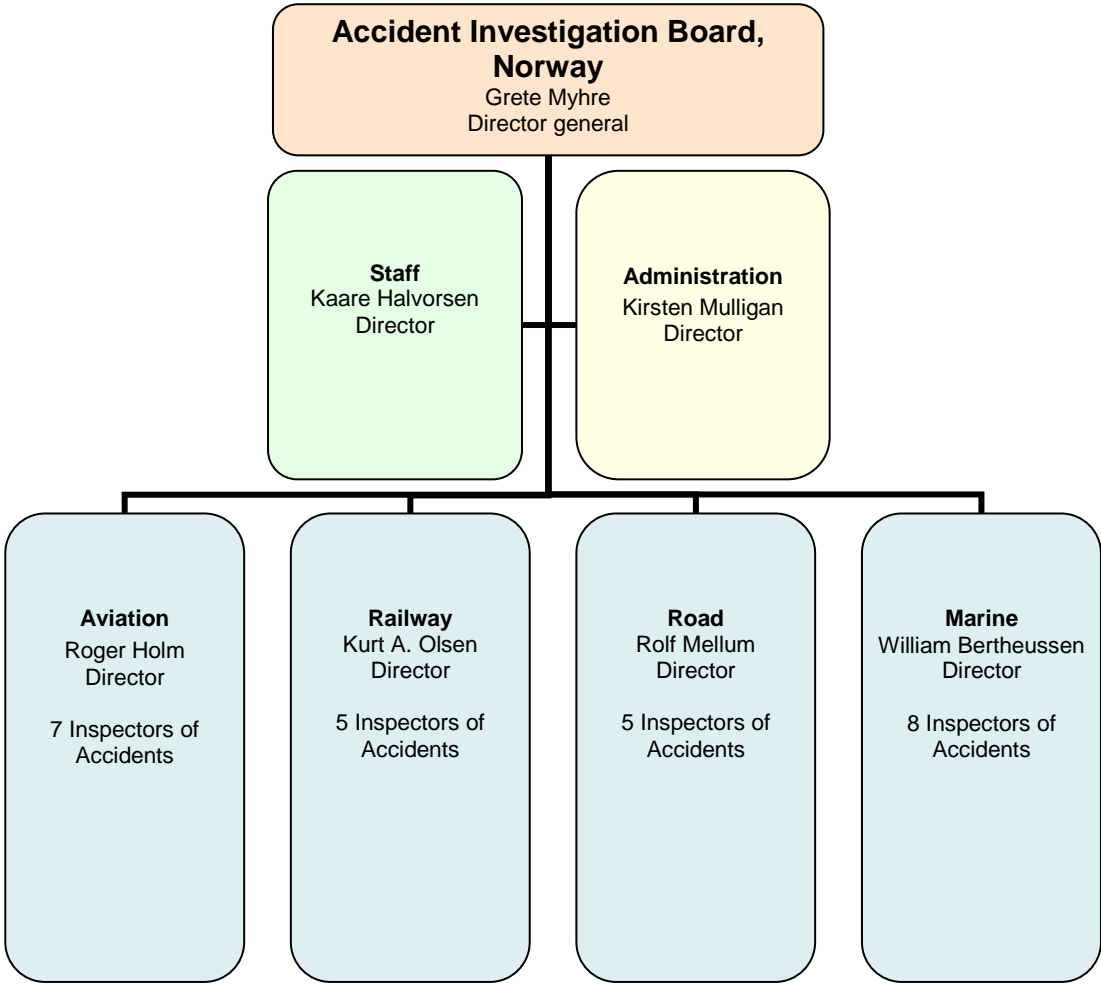 Accident Investigation Board,
Norway
Grete Myhre
Director general
Staff
Kaare Halvorsen
Director
Administration
Kirsten Mulligan
Director
Aviation
Roger Holm
Director
7 Inspectors of
Accidents
Railway
Kurt A. Olsen
Director
5 Inspectors of
Accidents
Road
Rolf Mellum
Director
5 Inspectors of
Accidents
Marine
William Bertheussen
Director
8 Inspectors of
Accidents